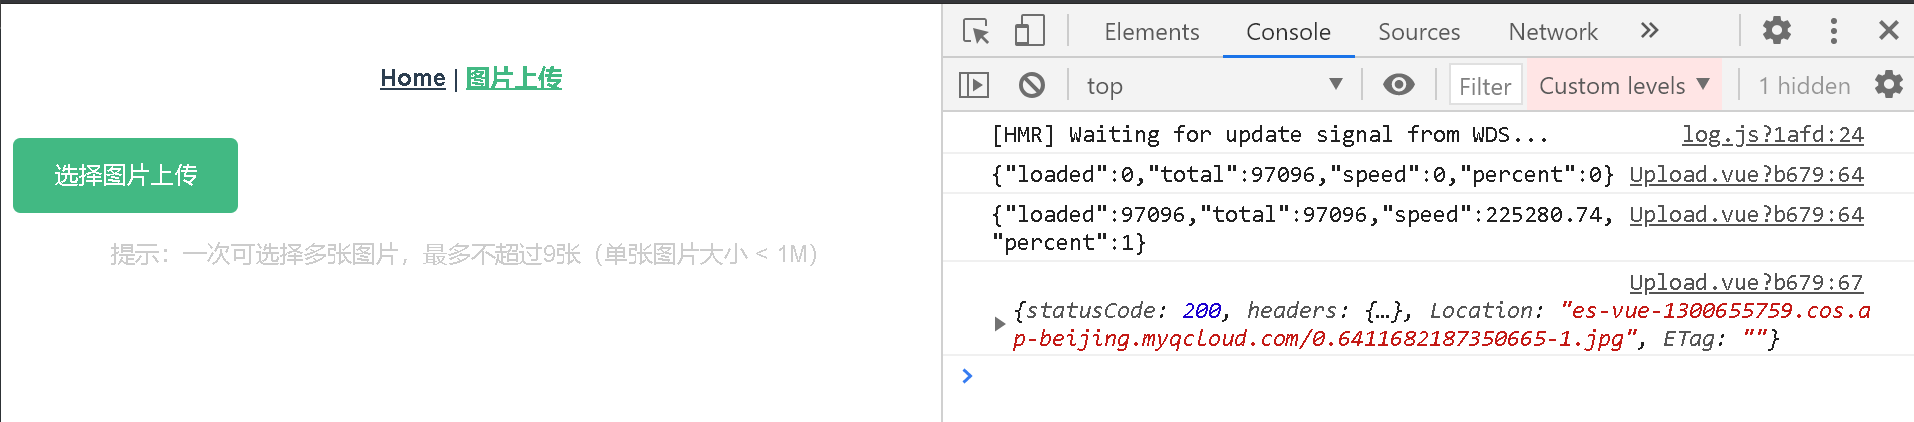 Home | 图片上传
选择图片上传
提示：一次可选择多张图片，最多不超过9张（单张图片大小 < 1M）
Elements Console Sources Network »
top ▼ Filter Custom levels ▼ 1 hidden
[HMR] Waiting for update signal from WDS... log.js?1afd:24
{"loaded":0,"total":97096,"speed":0,"percent":0} Upload.vue?b679:64
{"loaded":97096,"total":97096,"speed":225280.74, Upload.vue?b679:64
"percent":1}
Upload.vue?b679:67
{statusCode: 200, headers: {…}, Location: "es-vue-1300655759.cos.a
p-beijing.myqcloud.com/0.6411682187350665-1.jpg", ETag: ""}